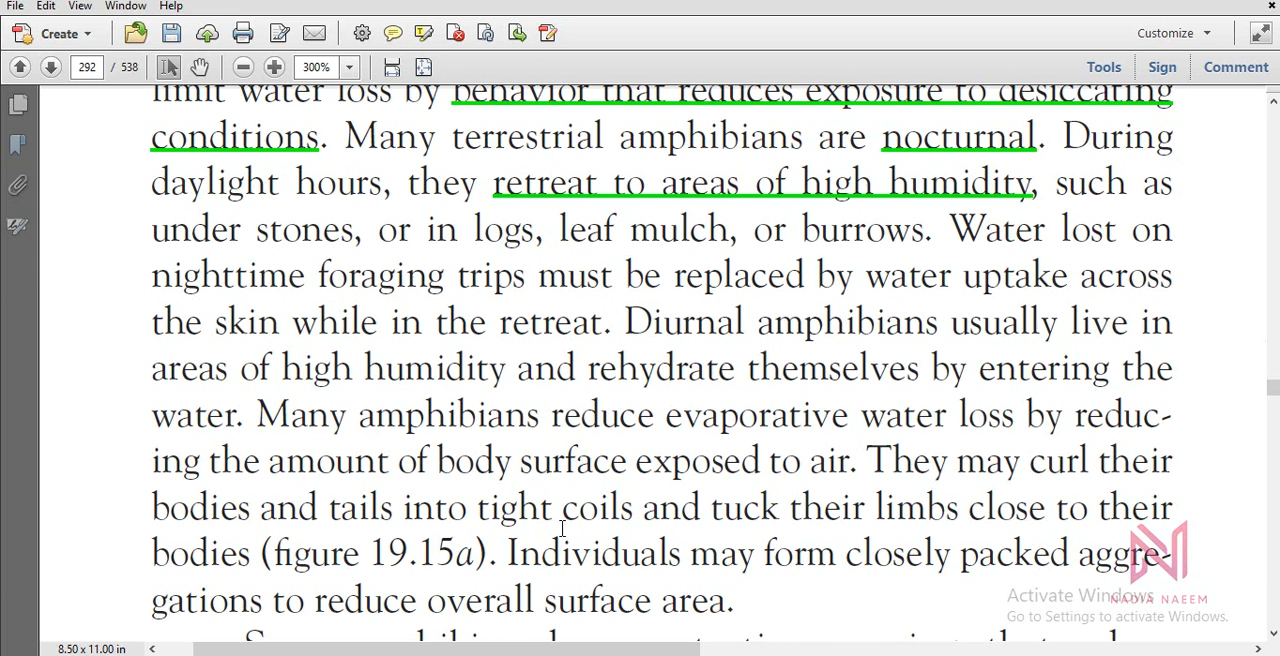 File Edit View Window Help
Create Customize
292 / 538 300% Tools Sign Comment
limit water loss by behavior that reduces exposure to desiccating
conditions. Many terrestrial amphibians are nocturnal. During
daylight hours, they retreat to areas of high humidity, such as
under stones, or in logs, leaf mulch, or burrows. Water lost on
nighttime foraging trips must be replaced by water uptake across
the skin while in the retreat. Diurnal amphibians usually live in
areas of high humidity and rehydrate themselves by entering the
water. Many amphibians reduce evaporative water loss by reduc-
ing the amount of body surface exposed to air. They may curl their
bodies and tails into tight coils and tuck their limbs close to their
bodies (figure 19.15a). Individuals may form closely packed aggre-
gations to reduce overall surface area.
Activate Windows
NADIA NAEEM
Go to Settings to activate Windows.
8.50 x 11.00 in